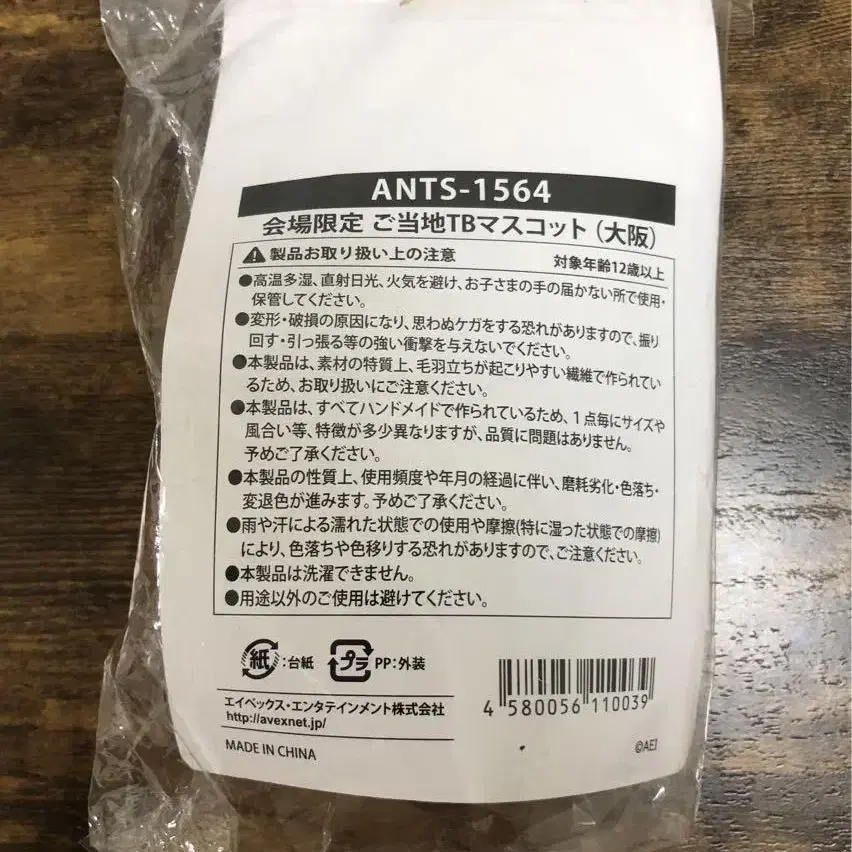 ANTS-1564
会場限定 ご当地TBマスコット（大阪）
製品お取り扱い上の注意 対象年齢12歳以上
●高温多湿、直射日光、火気を避け、お子さまの手の届かない所で使用・
保管してください。
●変形・破損の原因になり、思わぬケガをする恐れがありますので、振り
回す・引っ張る等の強い衝撃を与えないでください。
●本製品は、素材の特質上、毛羽立ちが起こりやすい繊維で作られてい
るため、お取り扱いにご注意ください。
●本製品は、すべてハンドメイドで作られているため、1点毎にサイズや
風合い等、特徴が多少異なりますが、品質に問題はありません。
予めご了承ください。
●本製品の性質上、使用頻度や年月の経過に伴い、磨耗劣化・色落ち・
変退色が進みます。予めご了承ください。
●雨や汗による濡れた状態での使用や摩擦(特に湿った状態での摩擦)
により、色落ちや色移りする恐れがありますので、ご注意ください。
●本製品は洗濯できません。
●用途以外のご使用は避けてください。
紙:台紙 プラ PP:外装
エイベックス・エンタテインメント株式会社
http://avexnet.jp/
MADE IN CHINA
4 580056 110039
©AEI